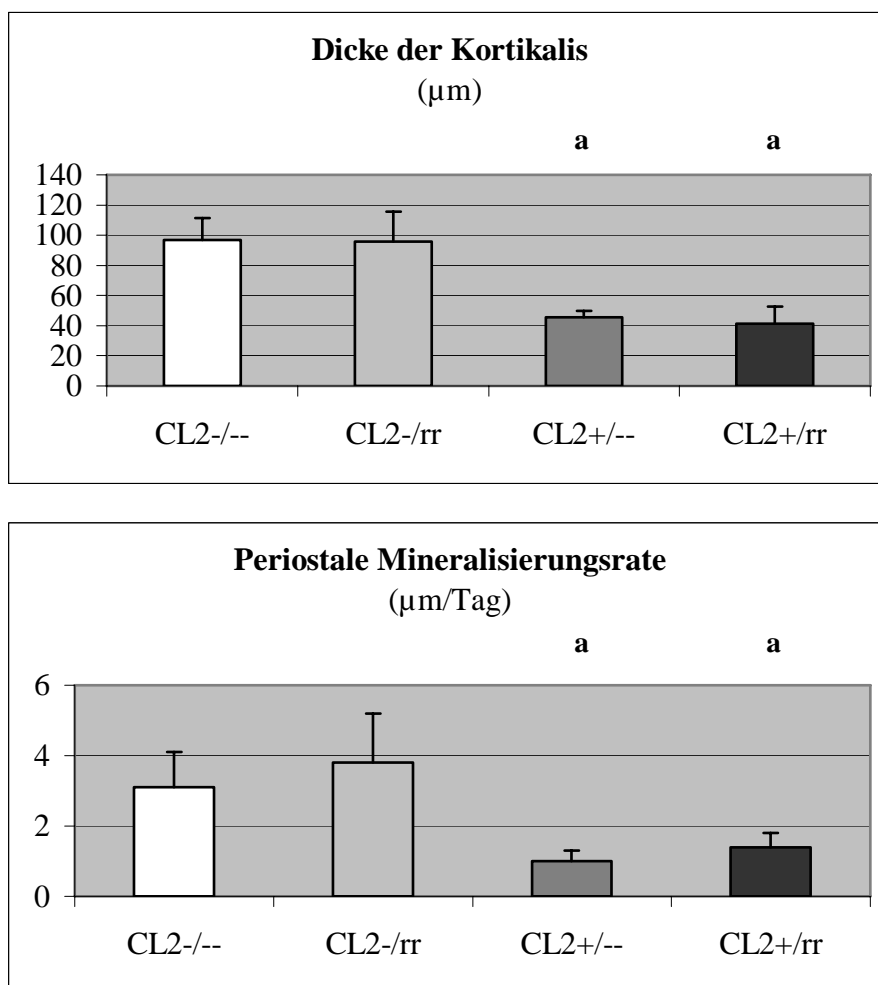 Dicke der Kortikalis
(µm)
a a
140
120
100
80
60
40
20
0
CL2-/-- CL2-/rr CL2+/-- CL2+/rr
Periostale Mineralisierungsrate
(µm/Tag)
a a
6
4
2
0
CL2-/-- CL2-/rr CL2+/-- CL2+/rr